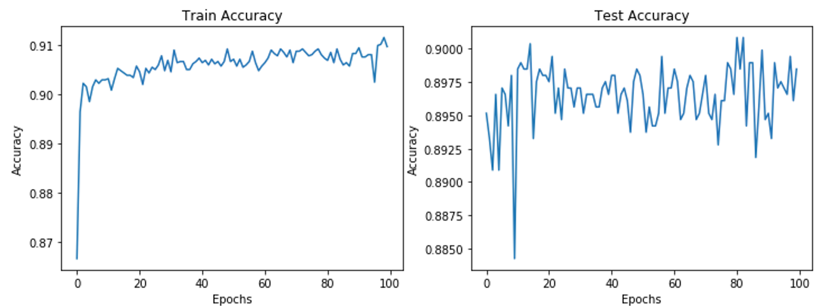 Train Accuracy
Accuracy
0.91
0.90
0.89
0.88
0.87
0 20 40 60 80 100
Epochs
Test Accuracy
Accuracy
0.9000
0.8975
0.8950
0.8925
0.8900
0.8875
0.8850
0 20 40 60 80 100
Epochs